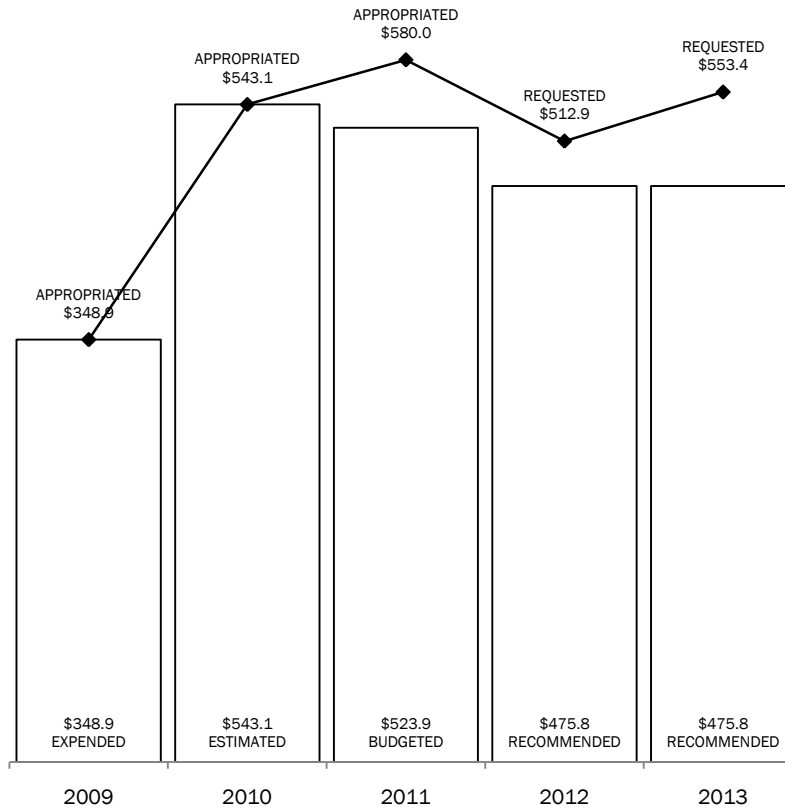 APPROPRIATED
$580.0
APPROPRIATED
$543.1
REQUESTED
$553.4
REQUESTED
$512.9
APPROPRIATED
$348.9
$348.9
EXPENDED
$543.1
ESTIMATED
$523.9
BUDGETED
$475.8
RECOMMENDED
$475.8
RECOMMENDED
2009
2010
2011
2012
2013